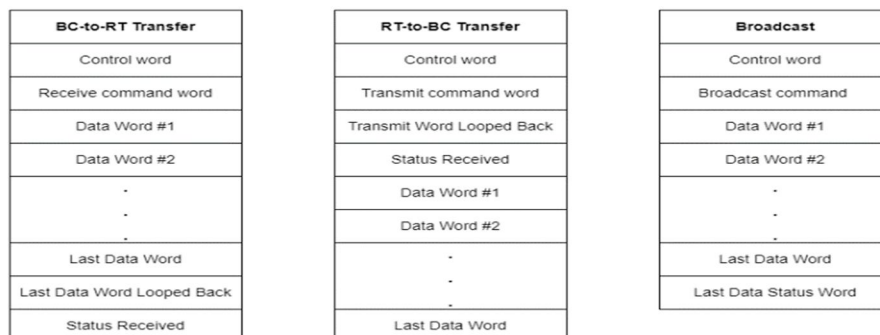 BC-to-RT Transfer
Control word
Receive command word
Data Word #1
Data Word #2
.
.
.
Last Data Word
Last Data Word Looped Back
Status Received
RT-to-BC Transfer
Control word
Transmit command word
Transmit Word Looped Back
Status Received
Data Word #1
Data Word #2
.
.
.
Last Data Word
Broadcast
Control word
Broadcast command
Data Word #1
Data Word #2
.
.
.
Last Data Word
Last Data Status Word